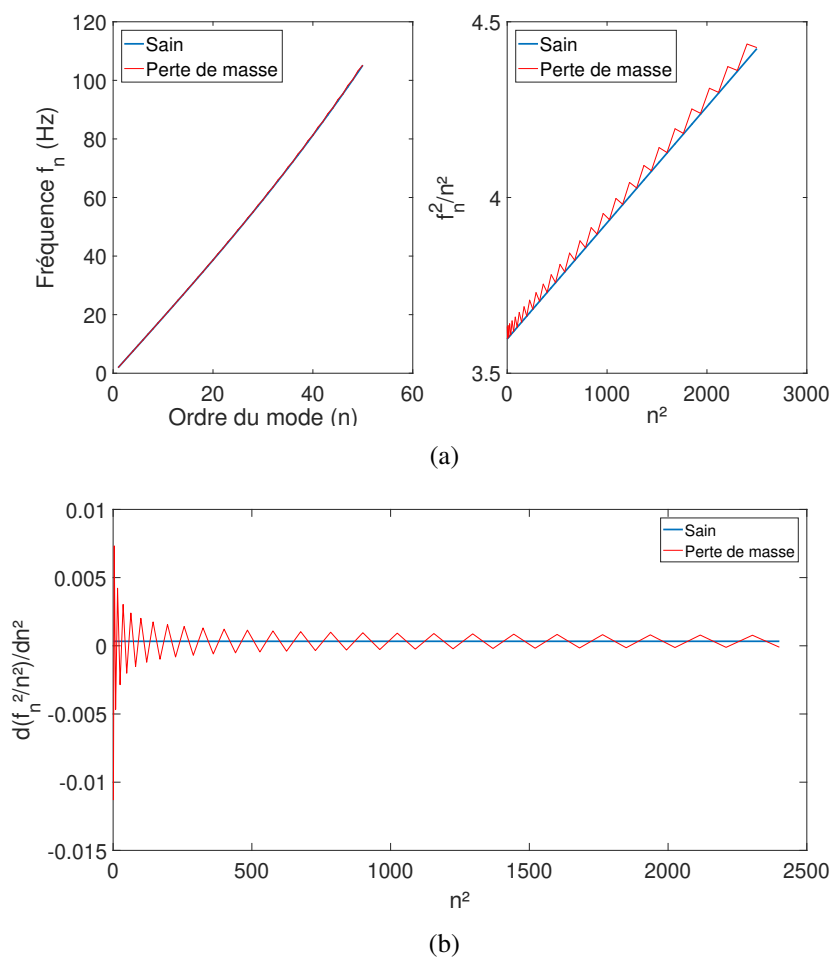 120
100
80
60
40
20
0
Fréquence f_n (Hz)
Sain
Perte de masse
0
20
40
60
Ordre du mode (n)
4.5
4
3.5
f_n^2/n²
Sain
Perte de masse
0
1000
2000
3000
n²
(a)
0.01
0.005
0
-0.005
-0.01
-0.015
d(f_n²/n²)/dn²
Sain
Perte de masse
0
500
1000
1500
2000
2500
n²
(b)